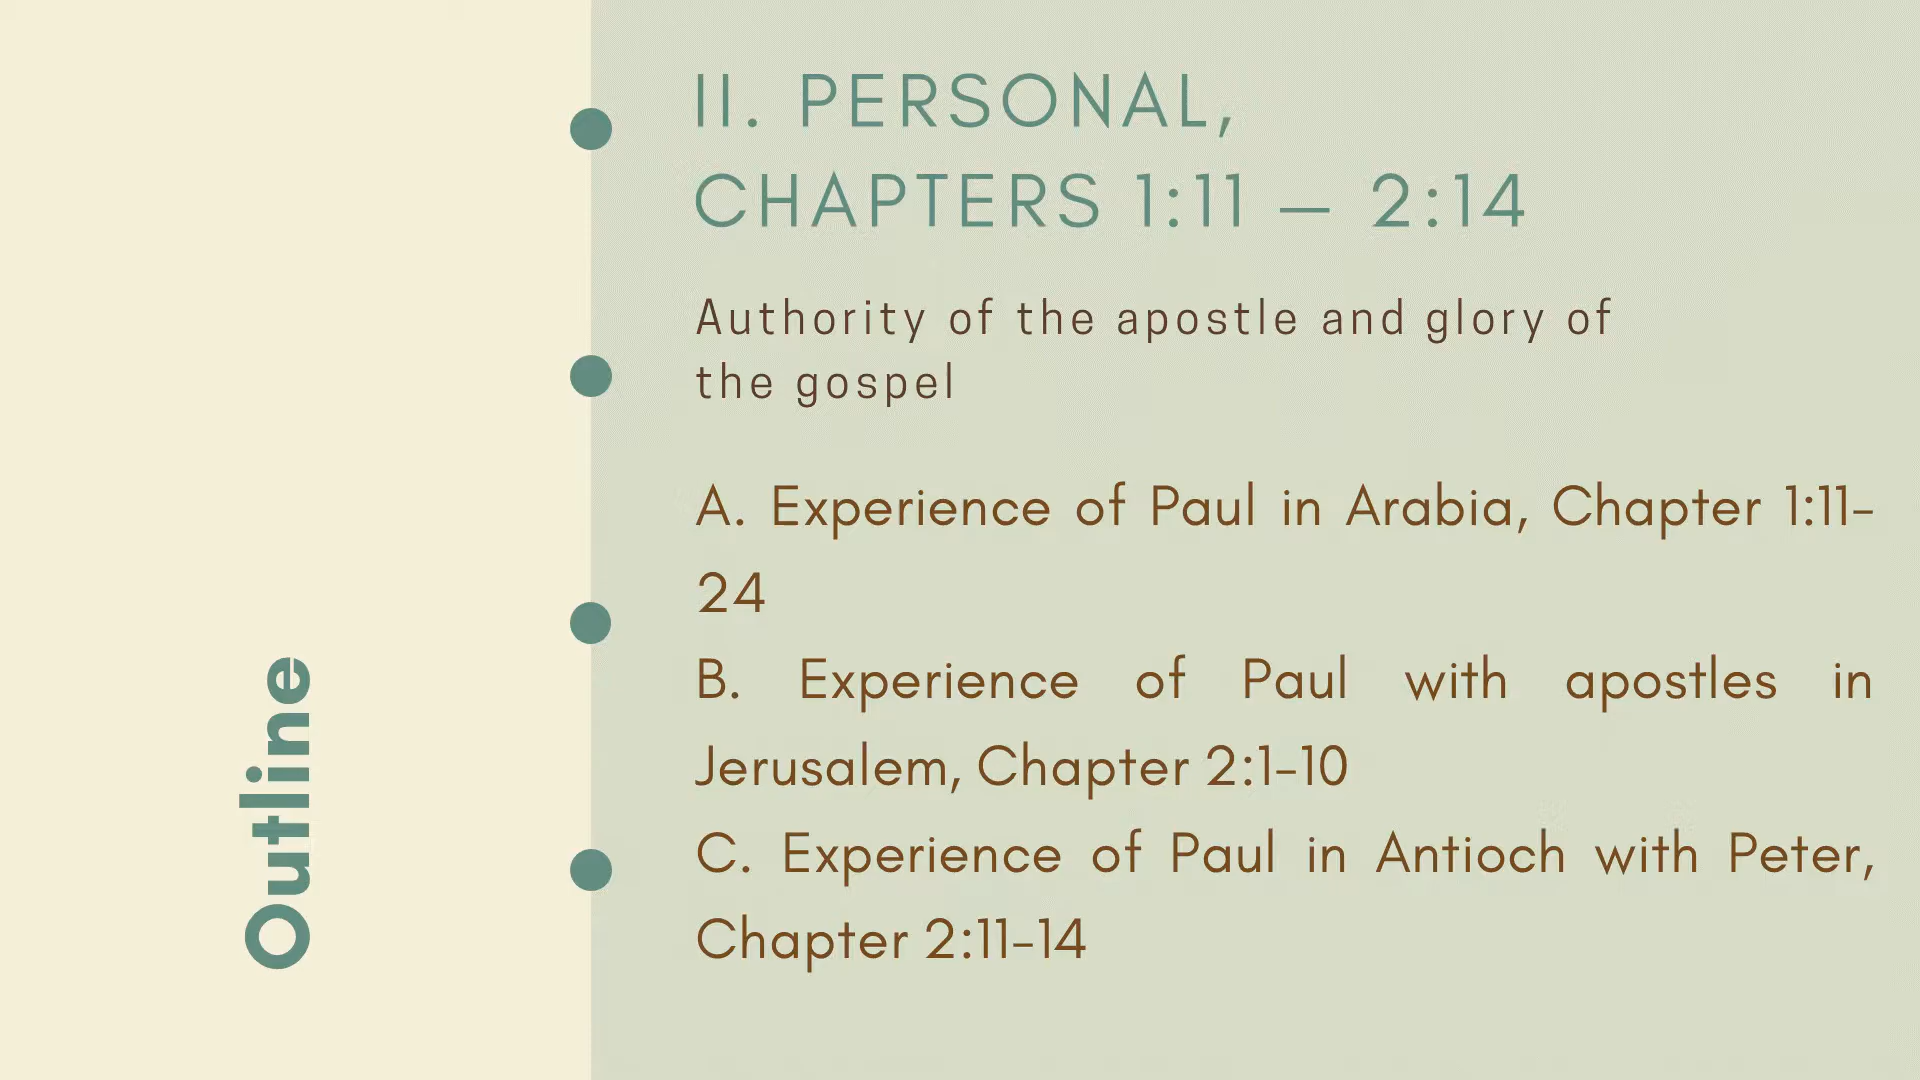 Outline
II. PERSONAL,
CHAPTERS 1:11 — 2:14
Authority of the apostle and glory of
the gospel
A. Experience of Paul in Arabia, Chapter 1:11-
24
B. Experience of Paul with apostles in
Jerusalem, Chapter 2:1-10
C. Experience of Paul in Antioch with Peter,
Chapter 2:11-14